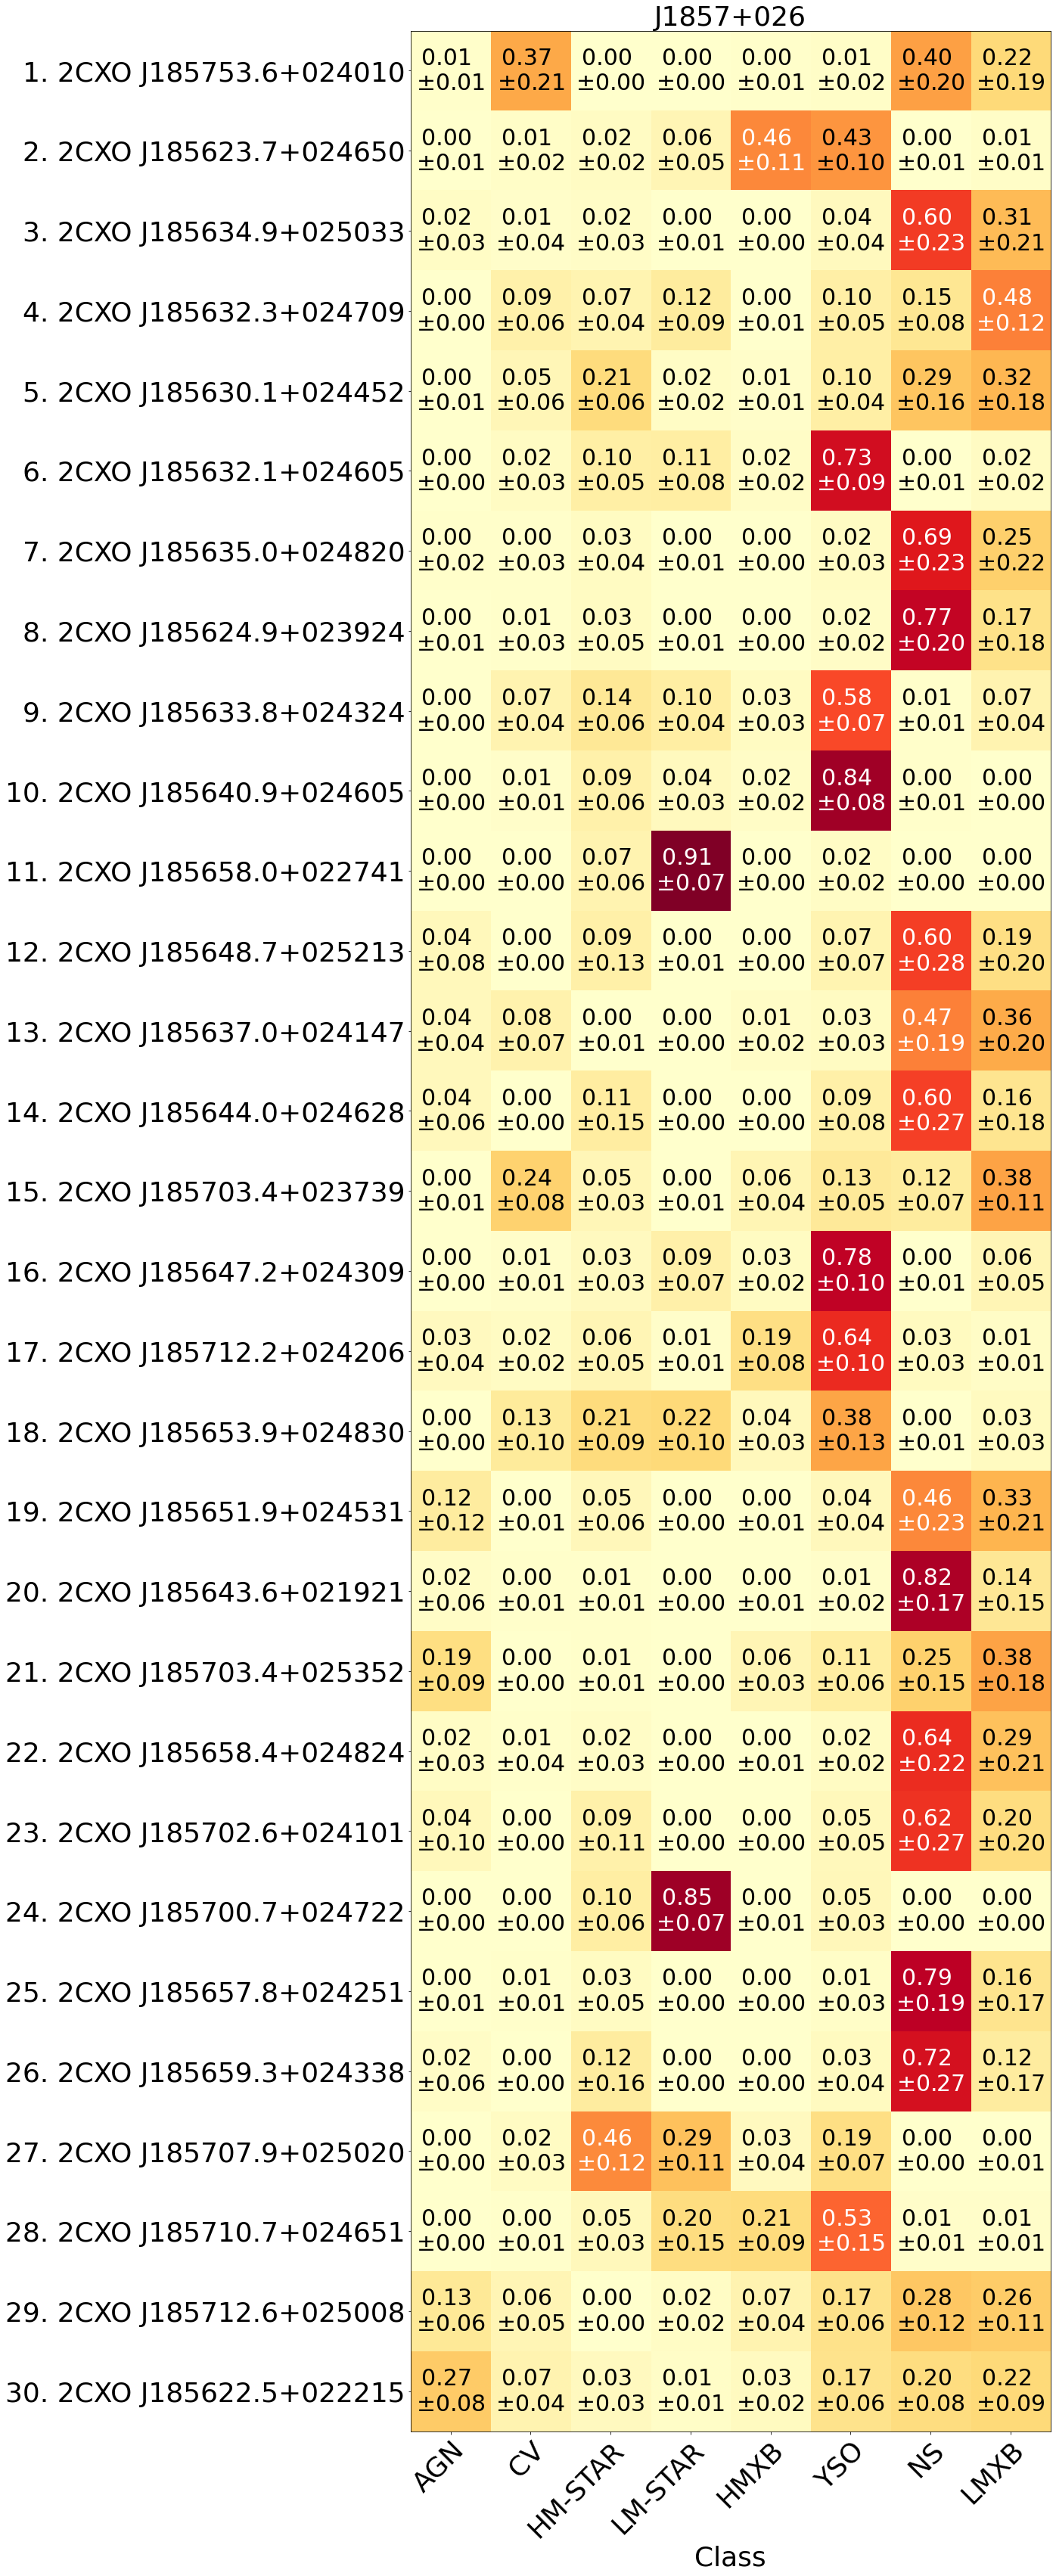 J1857+026
1. 2CXO J185753.6+024010 0.01 0.37 0.00 0.00 0.00 0.01 0.40 0.22
±0.01 ±0.21 ±0.00 ±0.00 ±0.01 ±0.02 ±0.20 ±0.19
2. 2CXO J185623.7+024650 0.00 0.01 0.02 0.06 0.46 0.43 0.00 0.01
±0.01 ±0.02 ±0.02 ±0.05 ±0.11 ±0.10 ±0.01 ±0.01
3. 2CXO J185634.9+025033 0.02 0.01 0.02 0.00 0.00 0.04 0.60 0.31
±0.03 ±0.04 ±0.03 ±0.01 ±0.00 ±0.04 ±0.23 ±0.21
4. 2CXO J185632.3+024709 0.00 0.09 0.07 0.12 0.00 0.10 0.15 0.48
±0.00 ±0.06 ±0.04 ±0.09 ±0.01 ±0.05 ±0.08 ±0.12
5. 2CXO J185630.1+024452 0.00 0.05 0.21 0.02 0.01 0.10 0.29 0.32
±0.01 ±0.06 ±0.06 ±0.02 ±0.01 ±0.04 ±0.16 ±0.18
6. 2CXO J185632.1+024605 0.00 0.02 0.10 0.11 0.02 0.73 0.00 0.02
±0.00 ±0.03 ±0.05 ±0.08 ±0.02 ±0.09 ±0.01 ±0.02
7. 2CXO J185635.0+024820 0.00 0.00 0.03 0.00 0.00 0.02 0.69 0.25
±0.02 ±0.03 ±0.04 ±0.01 ±0.00 ±0.03 ±0.23 ±0.22
8. 2CXO J185624.9+023924 0.00 0.01 0.03 0.00 0.00 0.02 0.77 0.17
±0.01 ±0.03 ±0.05 ±0.01 ±0.00 ±0.02 ±0.20 ±0.18
9. 2CXO J185633.8+024324 0.00 0.07 0.14 0.10 0.03 0.58 0.01 0.07
±0.00 ±0.04 ±0.06 ±0.04 ±0.03 ±0.07 ±0.01 ±0.04
10. 2CXO J185640.9+024605 0.00 0.01 0.09 0.04 0.02 0.84 0.00 0.00
±0.00 ±0.01 ±0.06 ±0.03 ±0.02 ±0.08 ±0.01 ±0.00
11. 2CXO J185658.0+022741 0.00 0.00 0.07 0.91 0.00 0.02 0.00 0.00
±0.00 ±0.00 ±0.06 ±0.07 ±0.00 ±0.02 ±0.00 ±0.00
12. 2CXO J185648.7+025213 0.04 0.00 0.09 0.00 0.00 0.07 0.60 0.19
±0.08 ±0.00 ±0.13 ±0.01 ±0.00 ±0.07 ±0.28 ±0.20
13. 2CXO J185637.0+024147 0.04 0.08 0.00 0.00 0.01 0.03 0.47 0.36
±0.04 ±0.07 ±0.01 ±0.00 ±0.02 ±0.03 ±0.19 ±0.20
14. 2CXO J185644.0+024628 0.04 0.00 0.11 0.00 0.00 0.09 0.60 0.16
±0.06 ±0.00 ±0.15 ±0.00 ±0.00 ±0.08 ±0.27 ±0.18
15. 2CXO J185703.4+023739 0.00 0.24 0.05 0.00 0.06 0.13 0.12 0.38
±0.01 ±0.08 ±0.03 ±0.01 ±0.04 ±0.05 ±0.07 ±0.11
16. 2CXO J185647.2+024309 0.00 0.01 0.03 0.09 0.03 0.78 0.00 0.06
±0.00 ±0.01 ±0.03 ±0.07 ±0.02 ±0.10 ±0.01 ±0.05
17. 2CXO J185712.2+024206 0.03 0.02 0.06 0.01 0.19 0.64 0.03 0.01
±0.04 ±0.02 ±0.05 ±0.01 ±0.08 ±0.10 ±0.03 ±0.01
18. 2CXO J185653.9+024830 0.00 0.13 0.21 0.22 0.04 0.38 0.00 0.03
±0.00 ±0.10 ±0.09 ±0.10 ±0.03 ±0.13 ±0.01 ±0.03
19. 2CXO J185651.9+024531 0.12 0.00 0.05 0.00 0.00 0.04 0.46 0.33
±0.12 ±0.01 ±0.06 ±0.00 ±0.01 ±0.04 ±0.23 ±0.21
20. 2CXO J185643.6+021921 0.02 0.00 0.01 0.00 0.00 0.01 0.82 0.14
±0.06 ±0.01 ±0.01 ±0.00 ±0.01 ±0.02 ±0.17 ±0.15
21. 2CXO J185703.4+025352 0.19 0.00 0.01 0.00 0.06 0.11 0.25 0.38
±0.09 ±0.00 ±0.01 ±0.00 ±0.03 ±0.06 ±0.15 ±0.18
22. 2CXO J185658.4+024824 0.02 0.01 0.02 0.00 0.00 0.02 0.64 0.29
±0.03 ±0.04 ±0.03 ±0.00 ±0.01 ±0.02 ±0.22 ±0.21
23. 2CXO J185702.6+024101 0.04 0.00 0.09 0.00 0.00 0.05 0.62 0.20
±0.10 ±0.00 ±0.11 ±0.00 ±0.00 ±0.05 ±0.27 ±0.20
24. 2CXO J185700.7+024722 0.00 0.00 0.10 0.85 0.00 0.05 0.00 0.00
±0.00 ±0.00 ±0.06 ±0.07 ±0.01 ±0.03 ±0.00 ±0.00
25. 2CXO J185657.8+024251 0.00 0.01 0.03 0.00 0.00 0.01 0.79 0.16
±0.01 ±0.01 ±0.05 ±0.00 ±0.00 ±0.03 ±0.19 ±0.17
26. 2CXO J185659.3+024338 0.02 0.00 0.12 0.00 0.00 0.03 0.72 0.12
±0.06 ±0.00 ±0.16 ±0.00 ±0.00 ±0.04 ±0.27 ±0.17
27. 2CXO J185707.9+025020 0.00 0.02 0.46 0.29 0.03 0.19 0.00 0.00
±0.00 ±0.03 ±0.12 ±0.11 ±0.04 ±0.07 ±0.00 ±0.01
28. 2CXO J185710.7+024651 0.00 0.00 0.05 0.20 0.21 0.53 0.01 0.01
±0.00 ±0.01 ±0.03 ±0.15 ±0.09 ±0.15 ±0.01 ±0.01
29. 2CXO J185712.6+025008 0.13 0.06 0.00 0.02 0.07 0.17 0.28 0.26
±0.06 ±0.05 ±0.00 ±0.02 ±0.04 ±0.06 ±0.12 ±0.11
30. 2CXO J185622.5+022215 0.27 0.07 0.03 0.01 0.03 0.17 0.20 0.22
±0.08 ±0.04 ±0.03 ±0.01 ±0.02 ±0.06 ±0.08 ±0.09
AGN CV HM-STAR LM-STAR HMXB YSO NS LMXB
Class